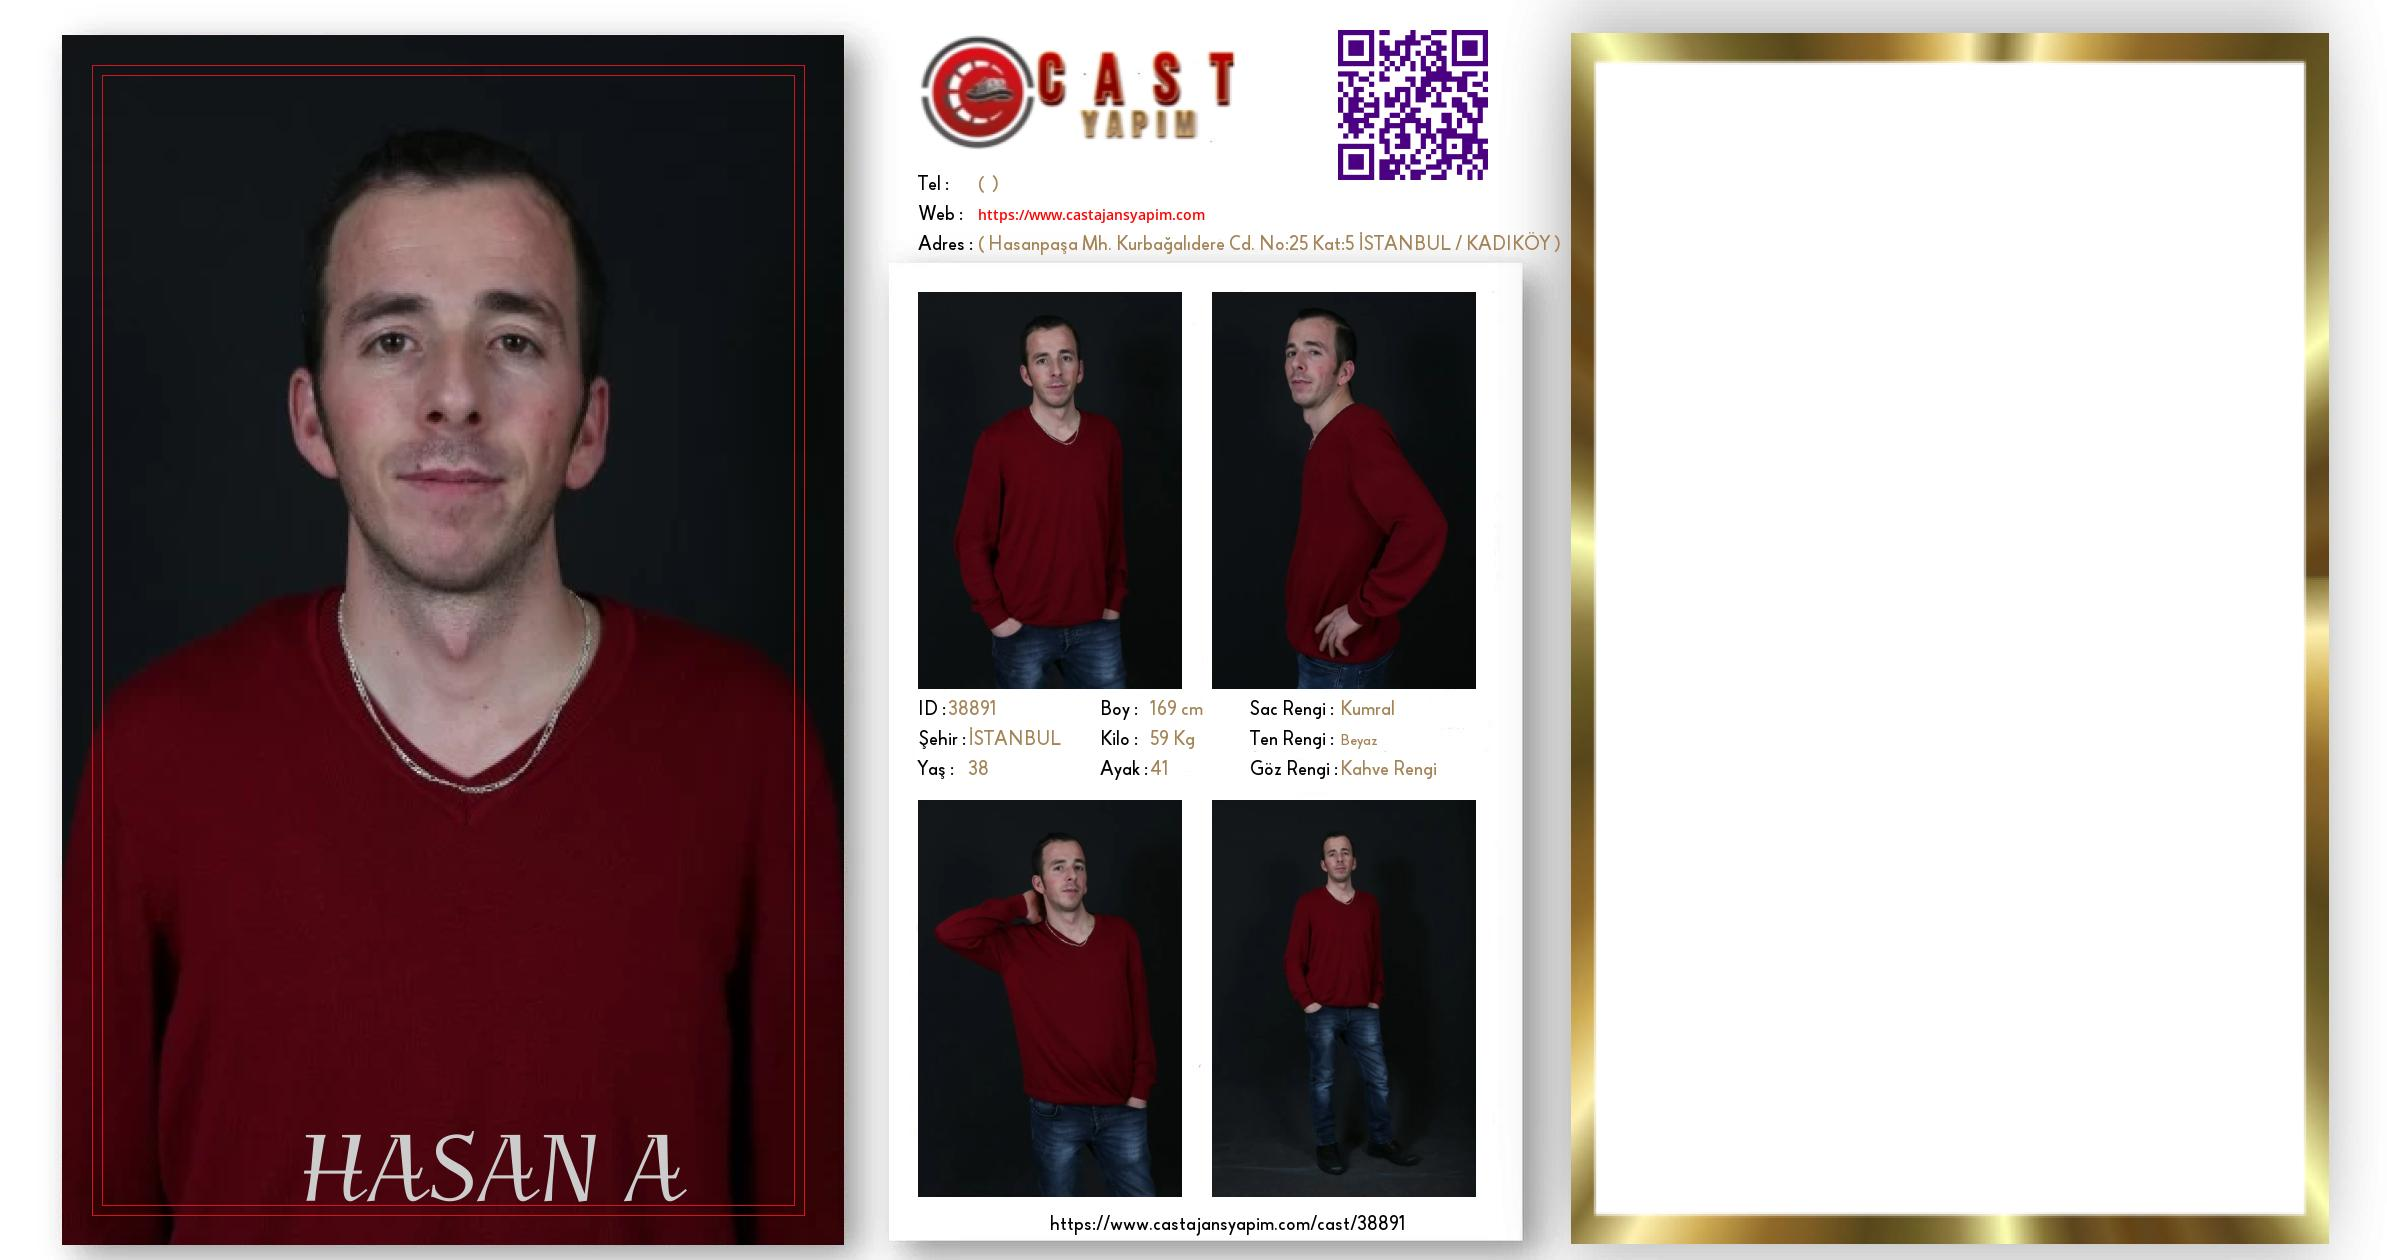 HASAN A
CAST
YAPIM
Tel : ( )
Web : https://www.castajansyapim.com
Adres : ( Hasanpaşa Mh. Kurbağalıdere Cd. No:25 Kat:5 İSTANBUL / KADIKÖY )
ID : 38891 Boy : 169 cm Sac Rengi : Kumral
Şehir : İSTANBUL Kilo : 59 Kg Ten Rengi : Beyaz
Yaş : 38 Ayak : 41 Göz Rengi : Kahve Rengi
https://www.castajansyapim.com/cast/38891